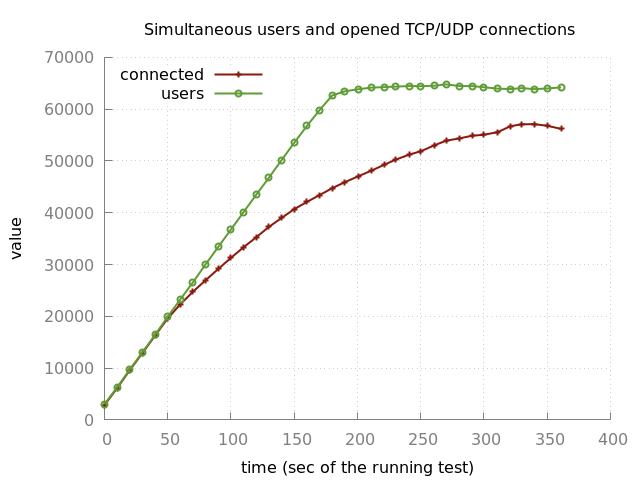 Simultaneous users and opened TCP/UDP connections
70000
60000
50000
40000
30000
20000
10000
0
connected
users
value
0 50 100 150 200 250 300 350 400
time (sec of the running test)